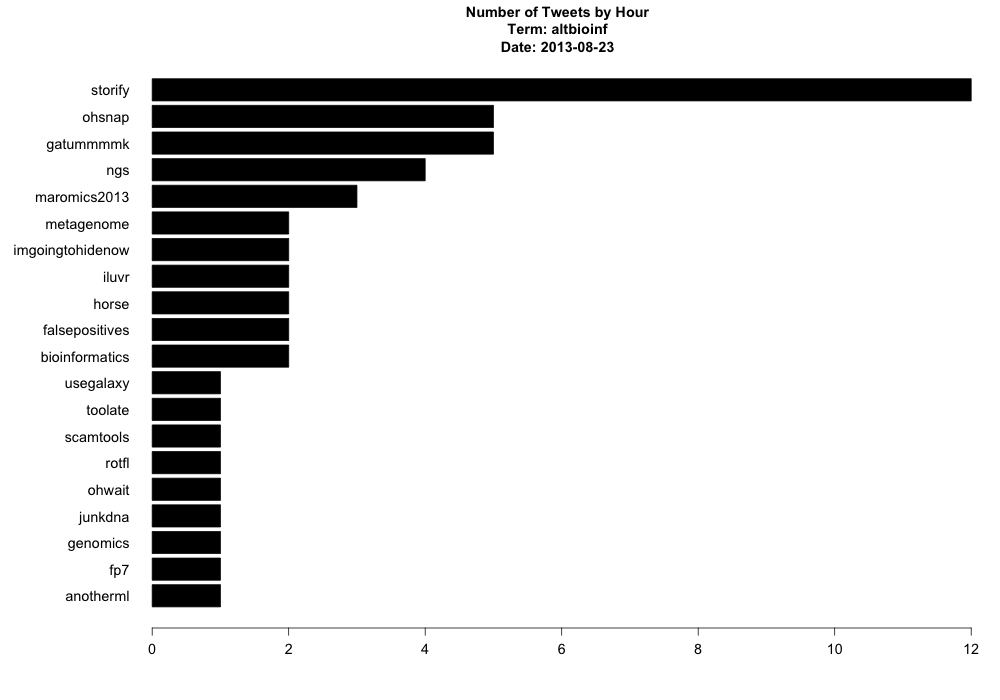 Number of Tweets by Hour
Term: altbioinf
Date: 2013-08-23
storify
ohsnap
gatummmmk
ngs
maromics2013
metagenome
imgoingtohidenow
iluvr
horse
falsepositives
bioinformatics
usegalaxy
toolate
scamtools
rotfl
ohwait
junkdna
genomics
fp7
anotherml
0 2 4 6 8 10 12